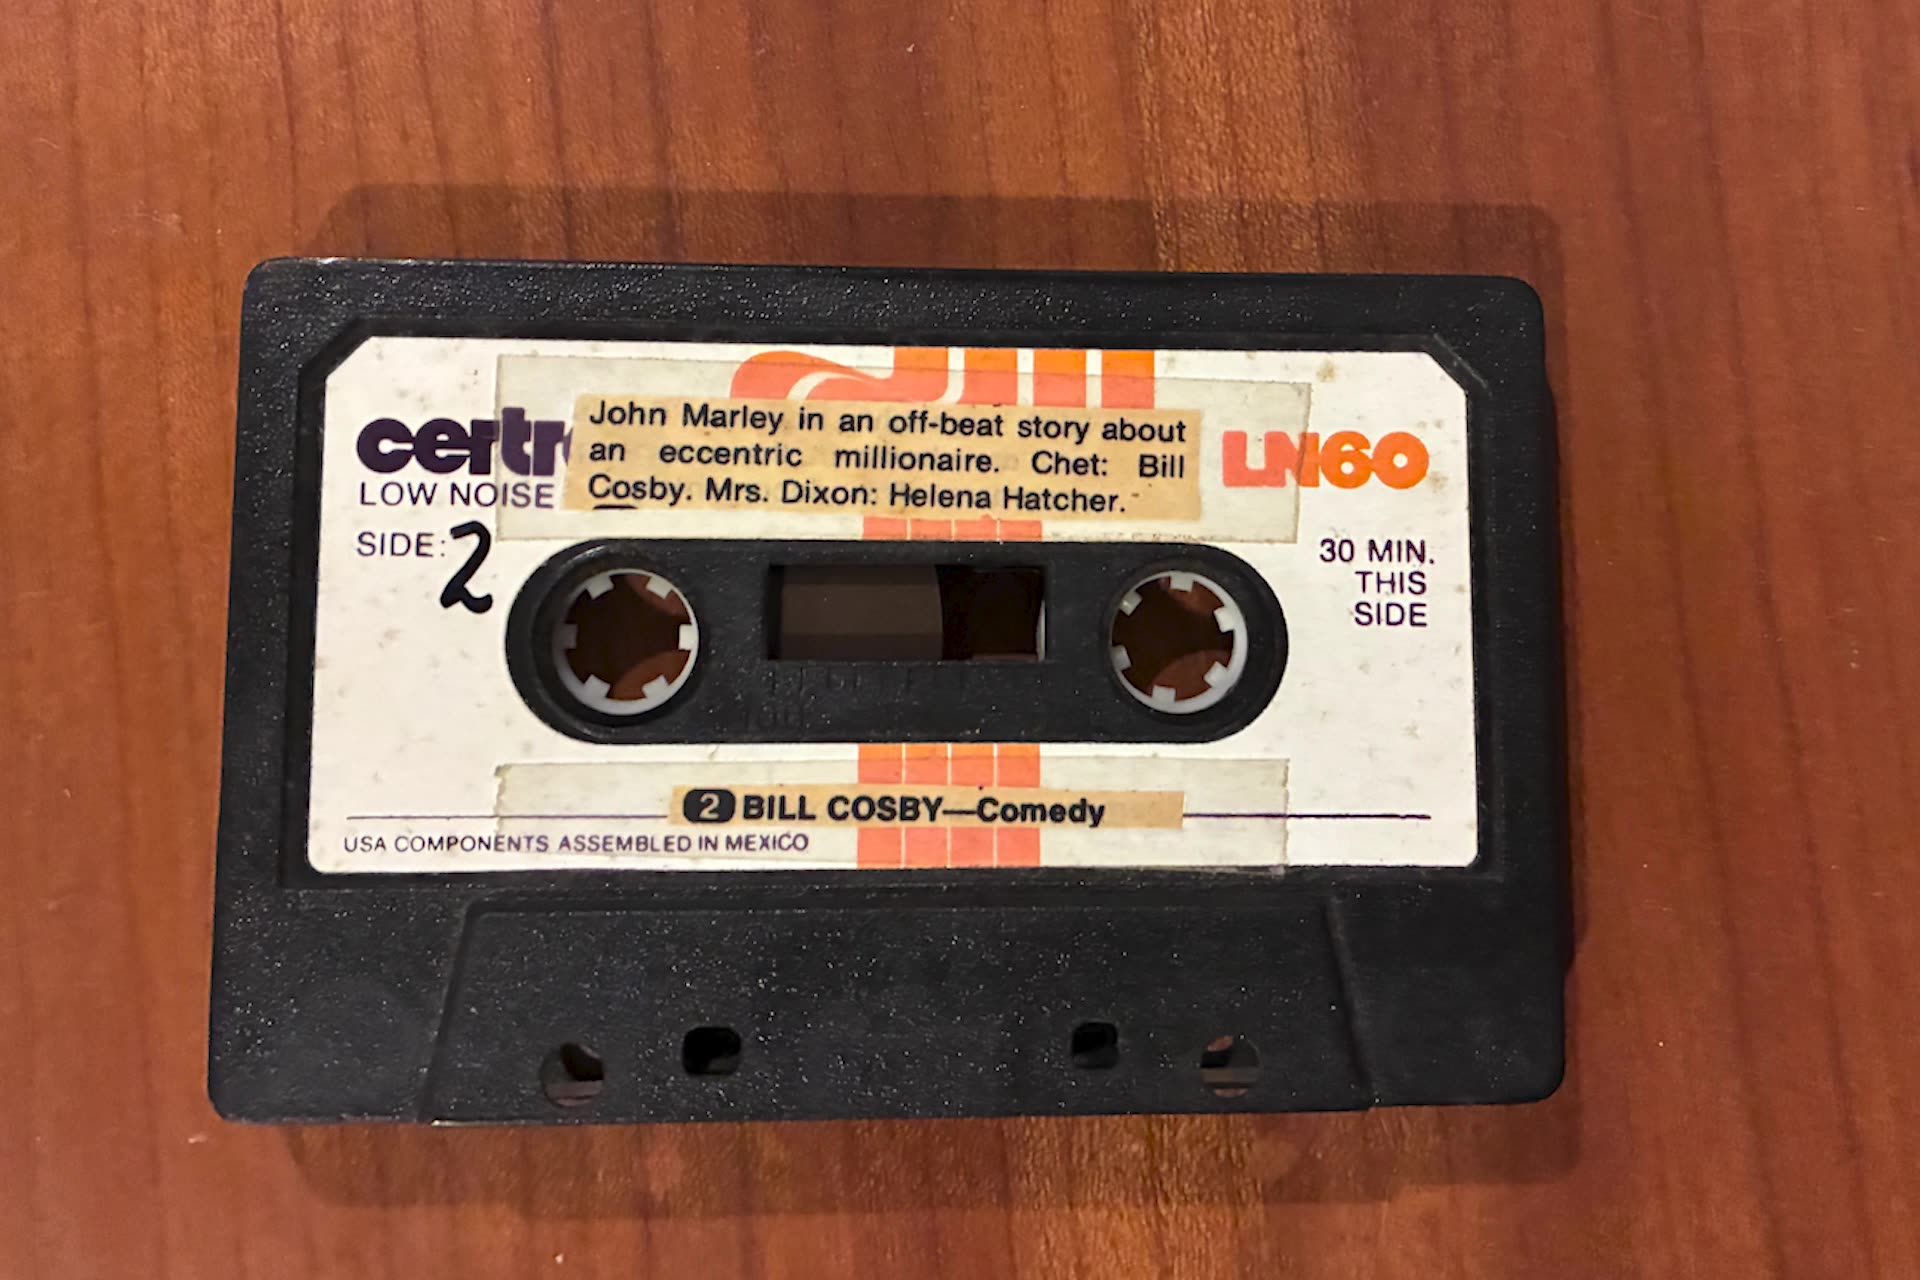 John Marley in an off-beat story about
an eccentric millionaire. Chet: Bill
Cosby. Mrs. Dixon: Helena Hatcher.
certr
LOW NOISE
LN60
SIDE: 2
30 MIN.
THIS
SIDE
2 BILL COSBY—Comedy
USA COMPONENTS ASSEMBLED IN MEXICO